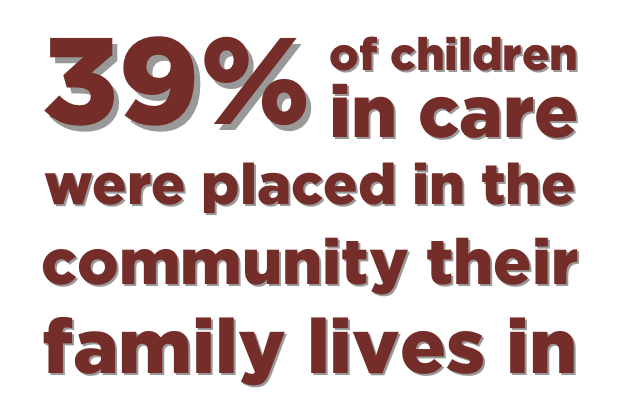 39% of children
in care
were placed in the
community their
family lives in